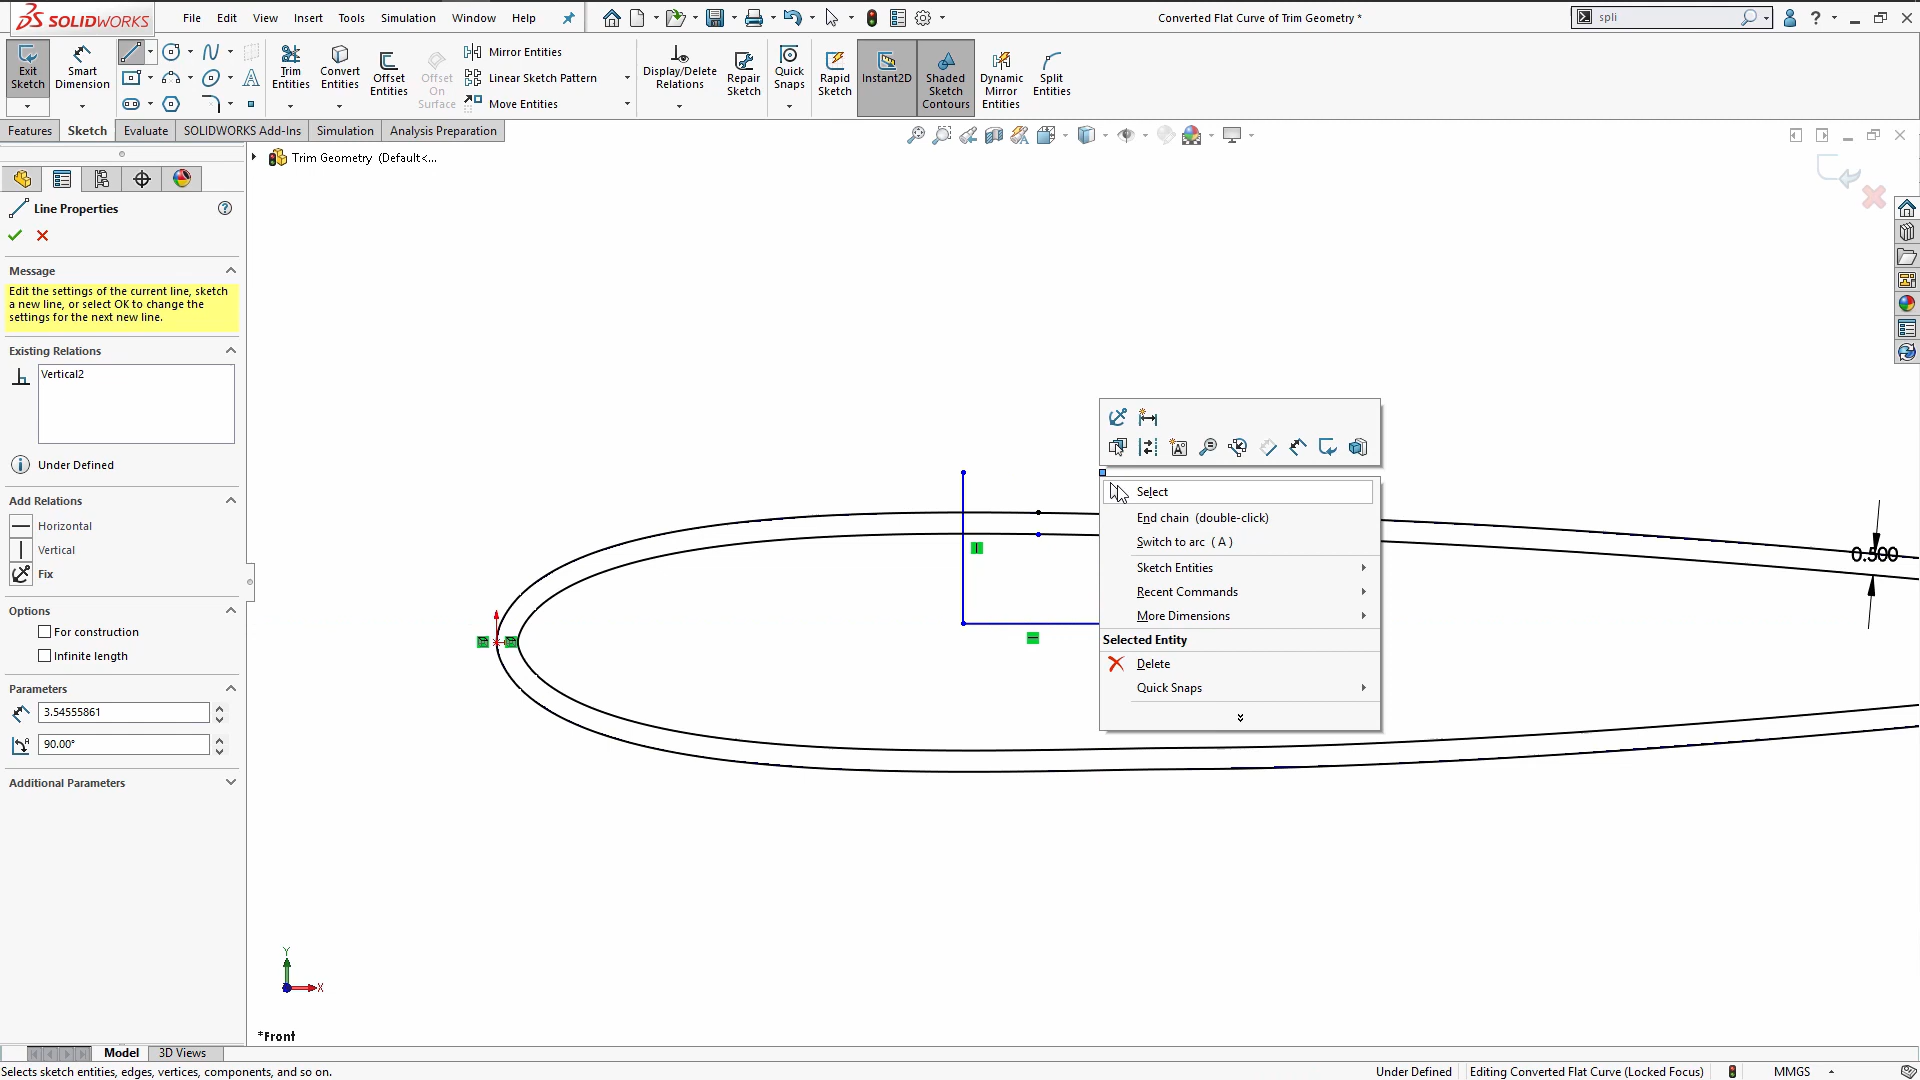 SOLIDWORKS
File Edit View Insert Tools Simulation Window Help
Converted Flat Curve of Trim Geometry *
spli
Exit Sketch
Smart Dimension
Trim Entities
Convert Entities
Offset Entities
Offset On Surface
Mirror Entities
Linear Sketch Pattern
Move Entities
Display/Delete Relations
Repair Sketch
Quick Snaps
Rapid Sketch
Instant2D
Shaded Sketch Contours
Dynamic Mirror Entities
Split Entities
Features Sketch Evaluate SOLIDWORKS Add-Ins Simulation Analysis Preparation
Trim Geometry (Default<...
Line Properties
Message
Edit the settings of the current line, sketch
a new line, or select OK to change the
settings for the next new line.
Existing Relations
Vertical2
Under Defined
Add Relations
Horizontal
Vertical
Fix
Options
For construction
Infinite length
Parameters
3.54555861
90.00°
Additional Parameters
Select
End chain (double-click)
Switch to arc ( A )
Sketch Entities
Recent Commands
More Dimensions
Selected Entity
Delete
Quick Snaps
0.500
Y
X
*Front
Model 3D Views
Selects sketch entities, edges, vertices, components, and so on.
Under Defined Editing Converted Flat Curve (Locked Focus) MMGS